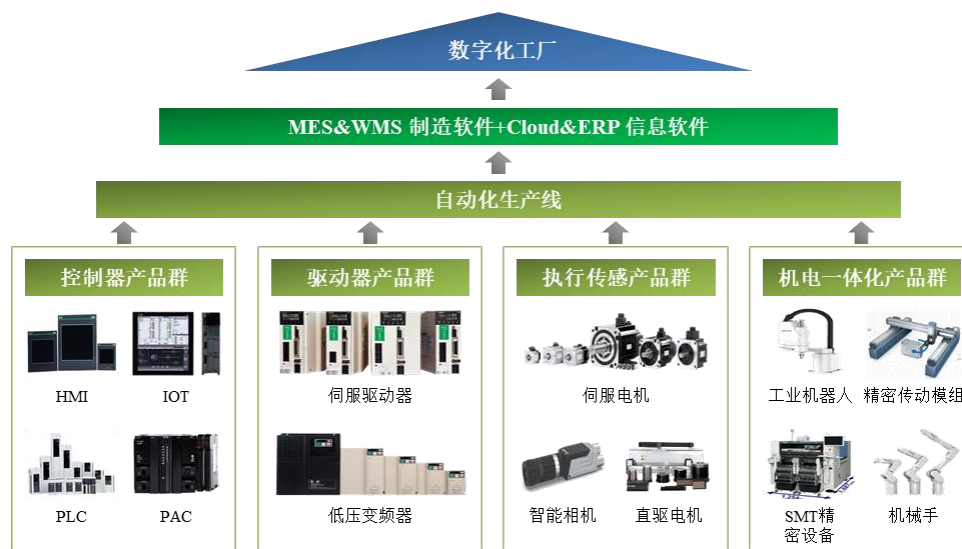 数字化工厂
MES&WMS 制造软件+Cloud&ERP 信息软件
自动化生产线
控制器产品群
驱动器产品群
执行传感产品群
机电一体化产品群
HMI
IOT
伺服驱动器
伺服电机
工业机器人
精密传动模组
PLC
PAC
低压变频器
智能相机
直驱电机
SMT精
密设备
机械手